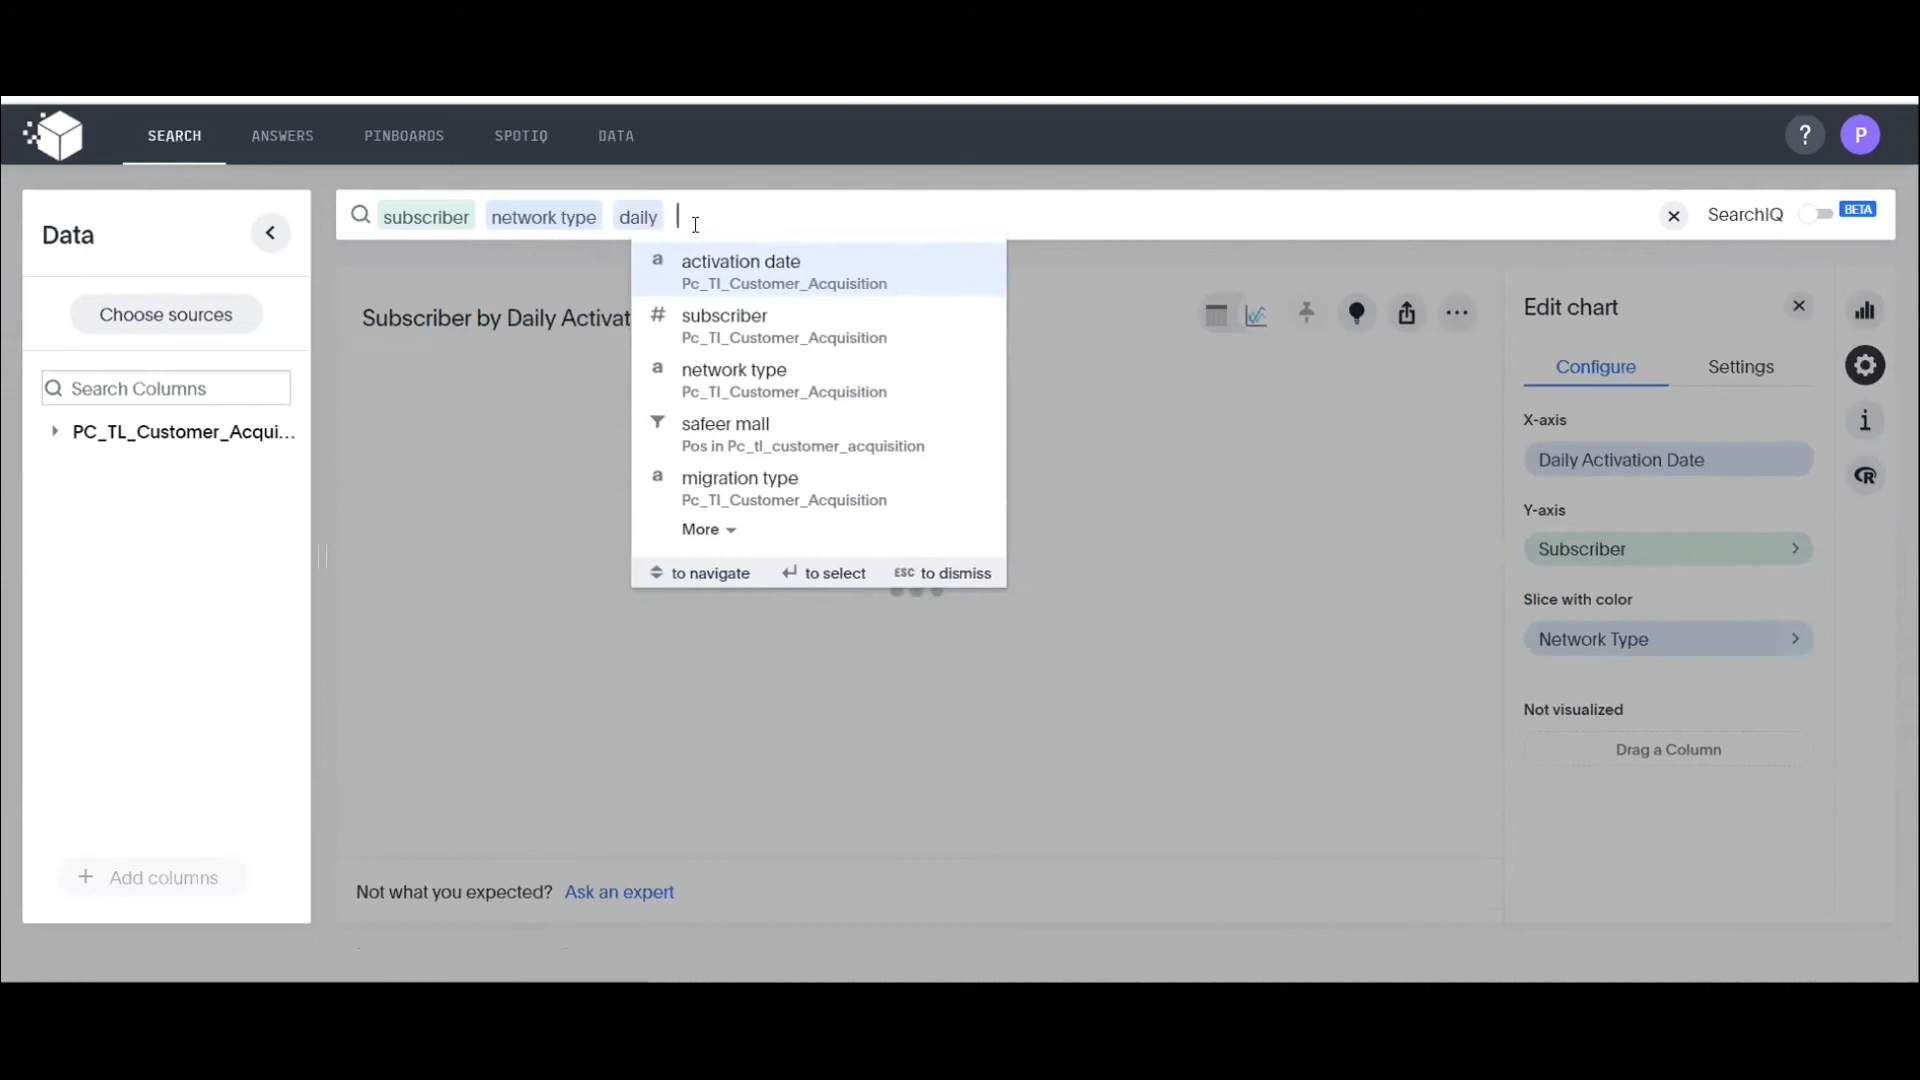 SEARCH
ANSWERS
PINBOARDS
SPOTIQ
DATA
?
P
Data
Choose sources
Search Columns
PC_TL_Customer_Acqui...
+ Add columns
subscriber network type daily
SearchIQ BETA
Subscriber by Daily Activat
activation date
Pc_Tl_Customer_Acquisition
subscriber
Pc_Tl_Customer_Acquisition
network type
Pc_Tl_Customer_Acquisition
safeer mall
Pos in Pc_tl_customer_acquisition
migration type
Pc_Tl_Customer_Acquisition
More
to navigate
to select
ESC to dismiss
Not what you expected? Ask an expert
Edit chart
Configure
Settings
X-axis
Daily Activation Date
Y-axis
Subscriber
Slice with color
Network Type
Not visualized
Drag a Column